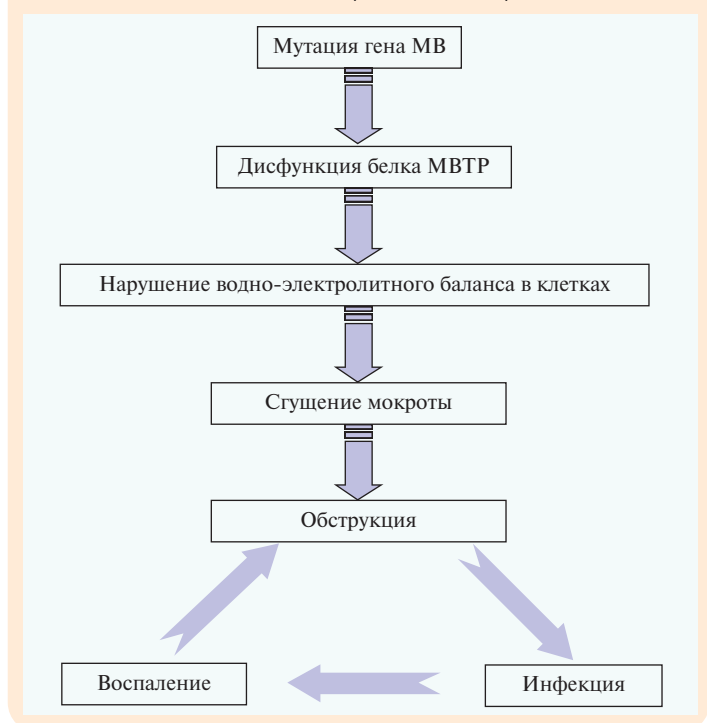 Мутация гена МВ
Дисфункция белка МВТР
Нарушение водно-электролитного баланса в клетках
Сгущение мокроты
Обструкция
Воспаление
Инфекция